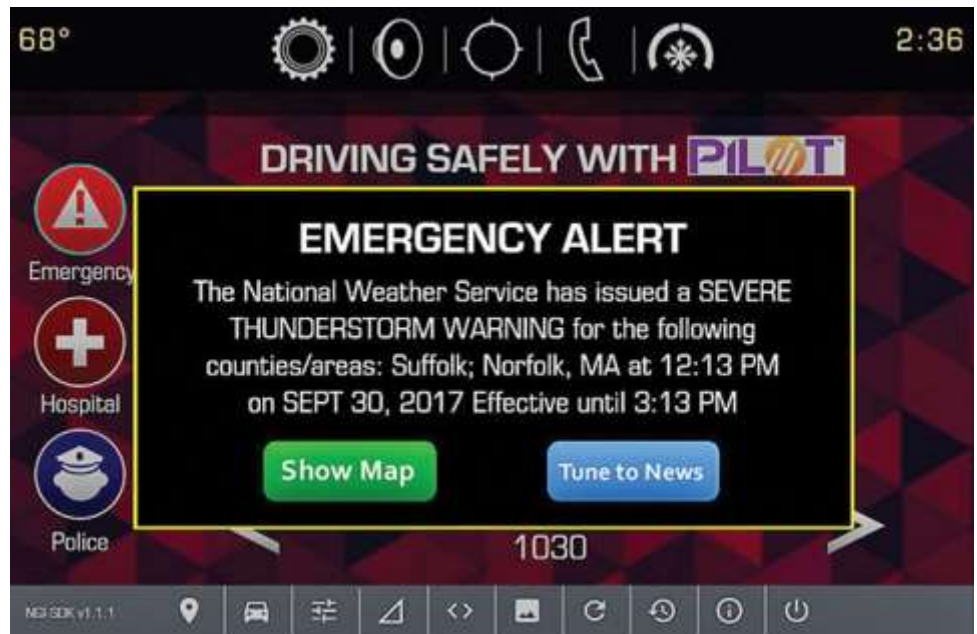 68°
2:36
DRIVING SAFELY WITH PILOT
EMERGENCY ALERT
The National Weather Service has issued a SEVERE
THUNDERSTORM WARNING for the following
counties/areas: Suffolk; Norfolk, MA at 12:13 PM
on SEPT 30, 2017 Effective until 3:13 PM
Show Map
Tune to News
Emergency
Hospital
Police
1030
NGI SDK v1.1.1